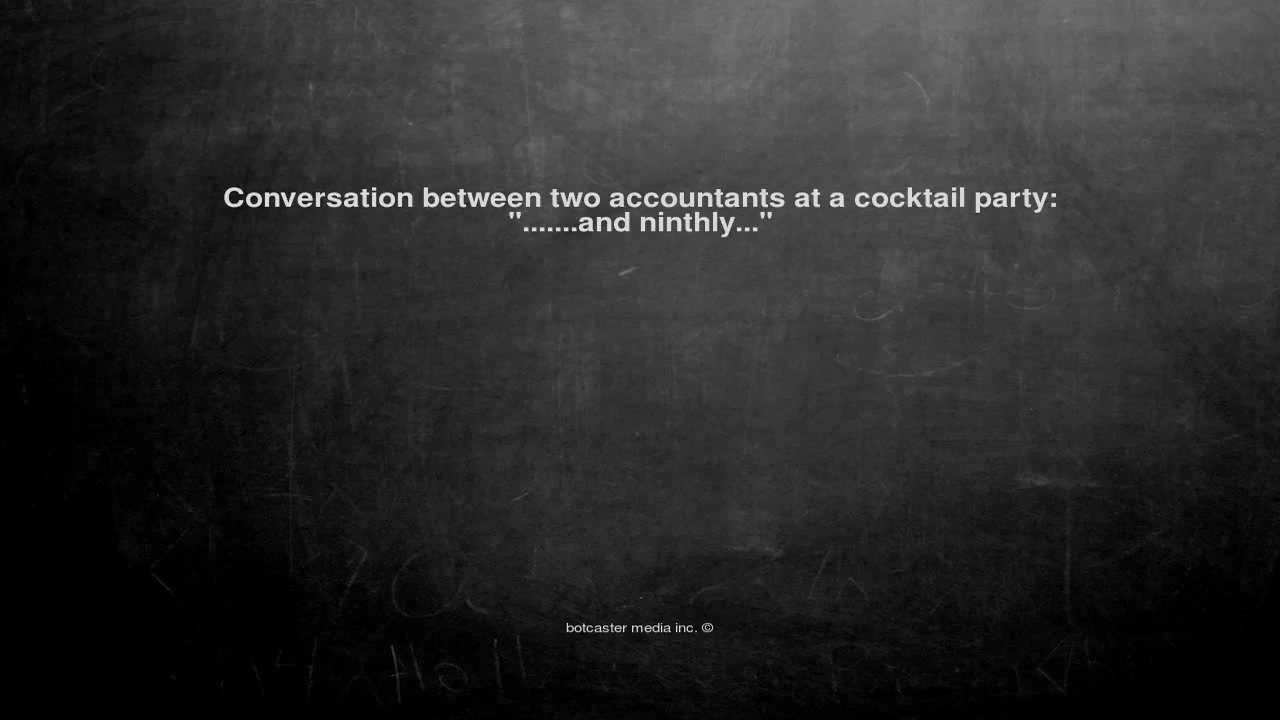 Conversation between two accountants at a cocktail party:
".......and ninthly..."
botcaster media inc. ©